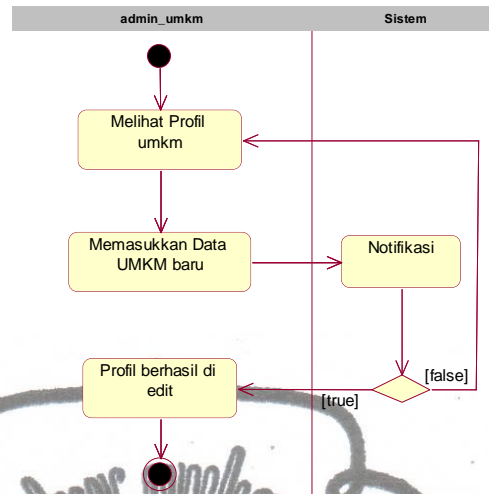 admin_umkm
Sistem
Melihat Profil
umkm
Memasukkan Data
UMKM baru
Notifikasi
[false]
[true]
Profil berhasil di
edit